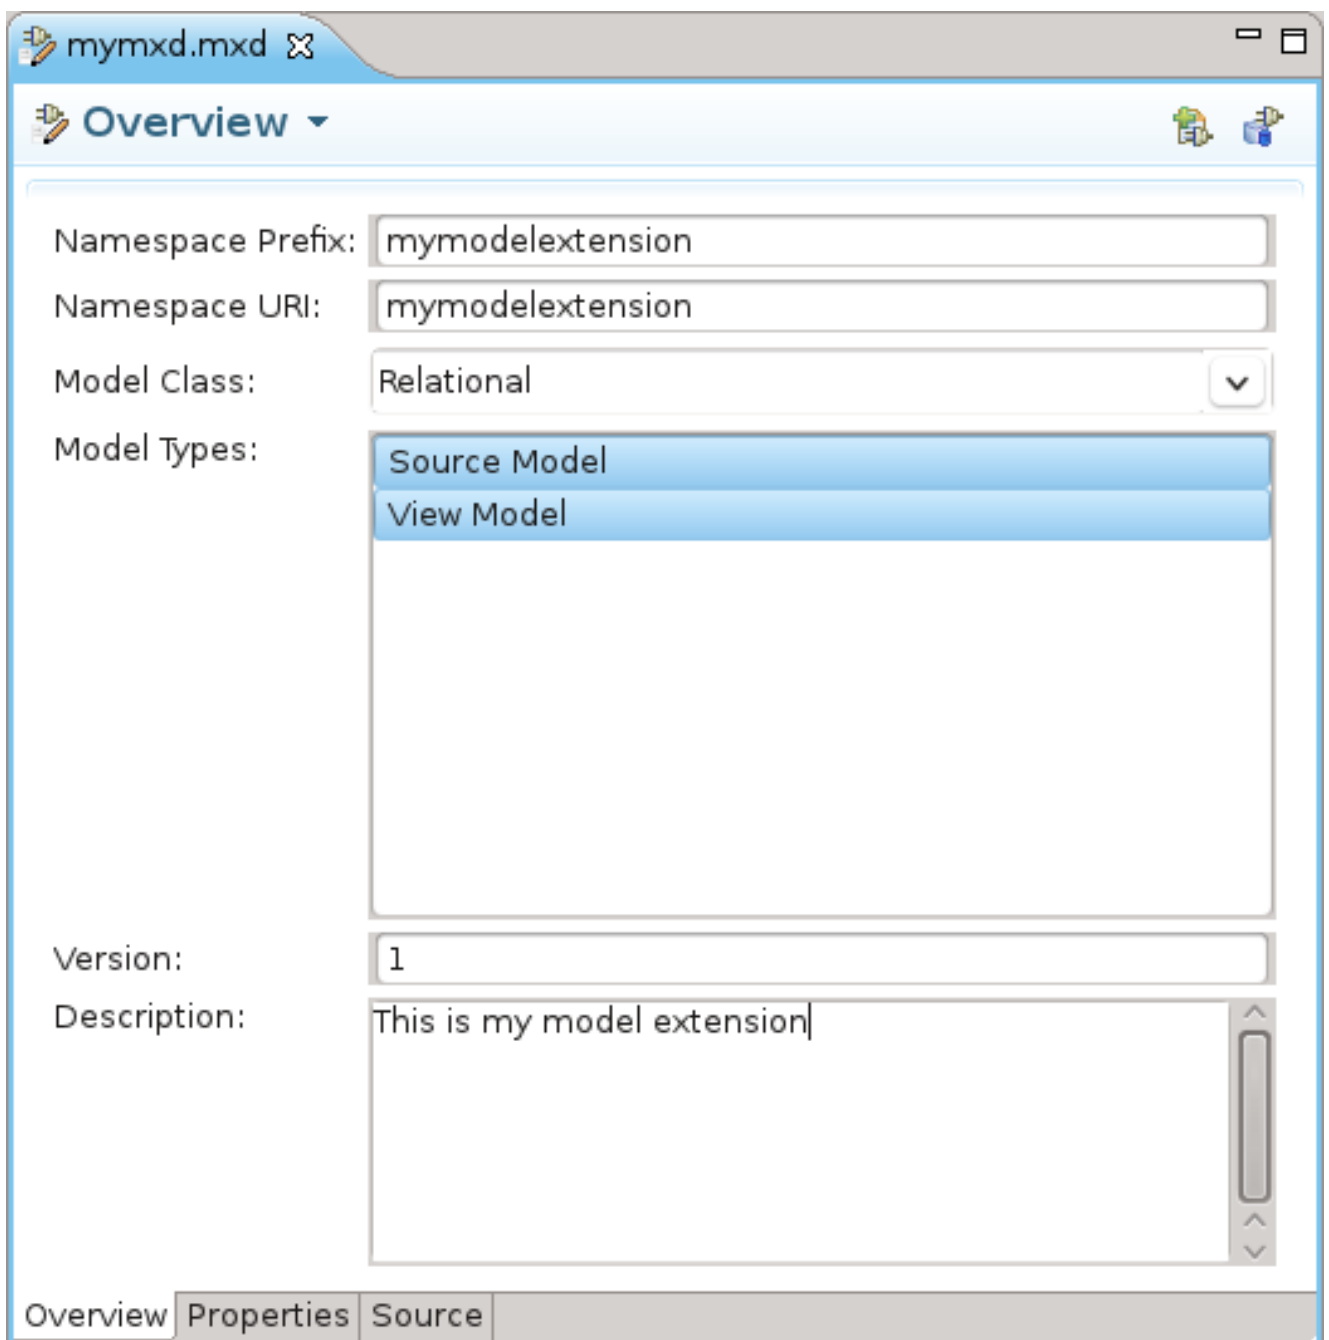 mymxd.mxd
Overview
Namespace Prefix: mymodelextension
Namespace URI: mymodelextension
Model Class: Relational
Model Types: Source Model
View Model
Version: 1
Description: This is my model extension
Overview Properties Source